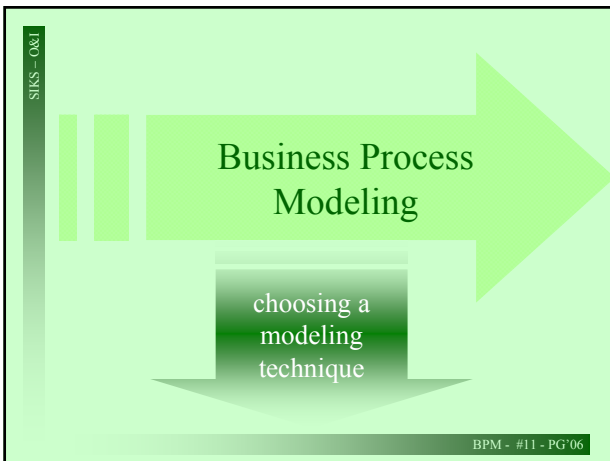 SIKS – O&I
Business Process
Modeling
choosing a
modeling
technique
BPM - #11 - PG'06